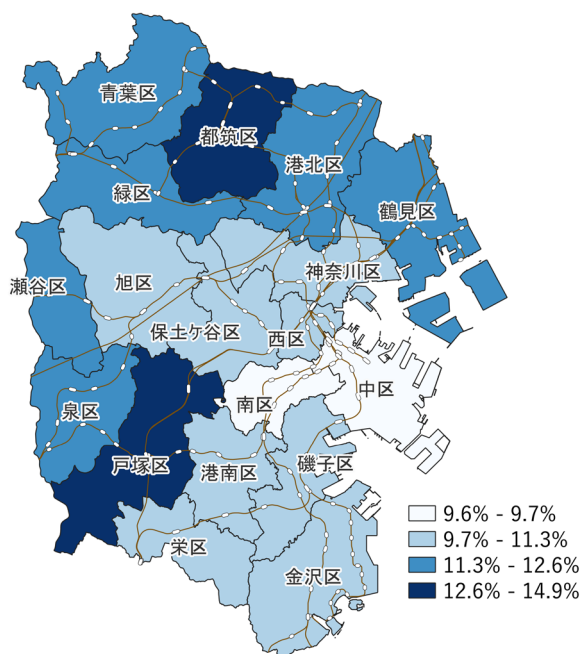 青葉区
都筑区
港北区
緑区
鶴見区
旭区
神奈川区
瀬谷区
保土ケ谷区
西区
中区
南区
泉区
戸塚区
港南区
磯子区
栄区
金沢区
9.6% - 9.7%
9.7% - 11.3%
11.3% - 12.6%
12.6% - 14.9%